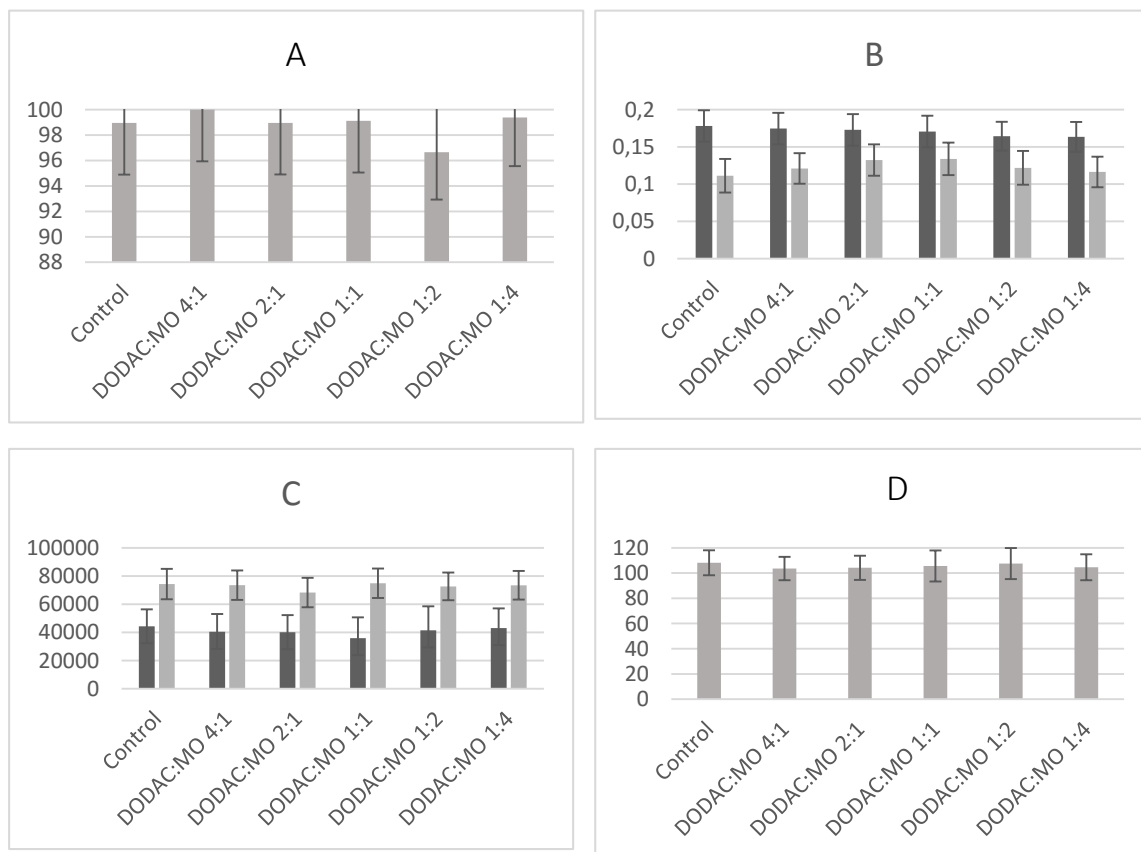 A
100
98
96
94
92
90
88
Control
DODAC:MO 4:1
DODAC:MO 2:1
DODAC:MO 1:1
DODAC:MO 1:2
DODAC:MO 1:4
B
0,2
0,15
0,1
0,05
0
Control
DODAC:MO 4:1
DODAC:MO 2:1
DODAC:MO 1:1
DODAC:MO 1:2
DODAC:MO 1:4
C
100000
80000
60000
40000
20000
0
Control
DODAC:MO 4:1
DODAC:MO 2:1
DODAC:MO 1:1
DODAC:MO 1:2
DODAC:MO 1:4
D
120
100
80
60
40
20
0
Control
DODAC:MO 4:1
DODAC:MO 2:1
DODAC:MO 1:1
DODAC:MO 1:2
DODAC:MO 1:4